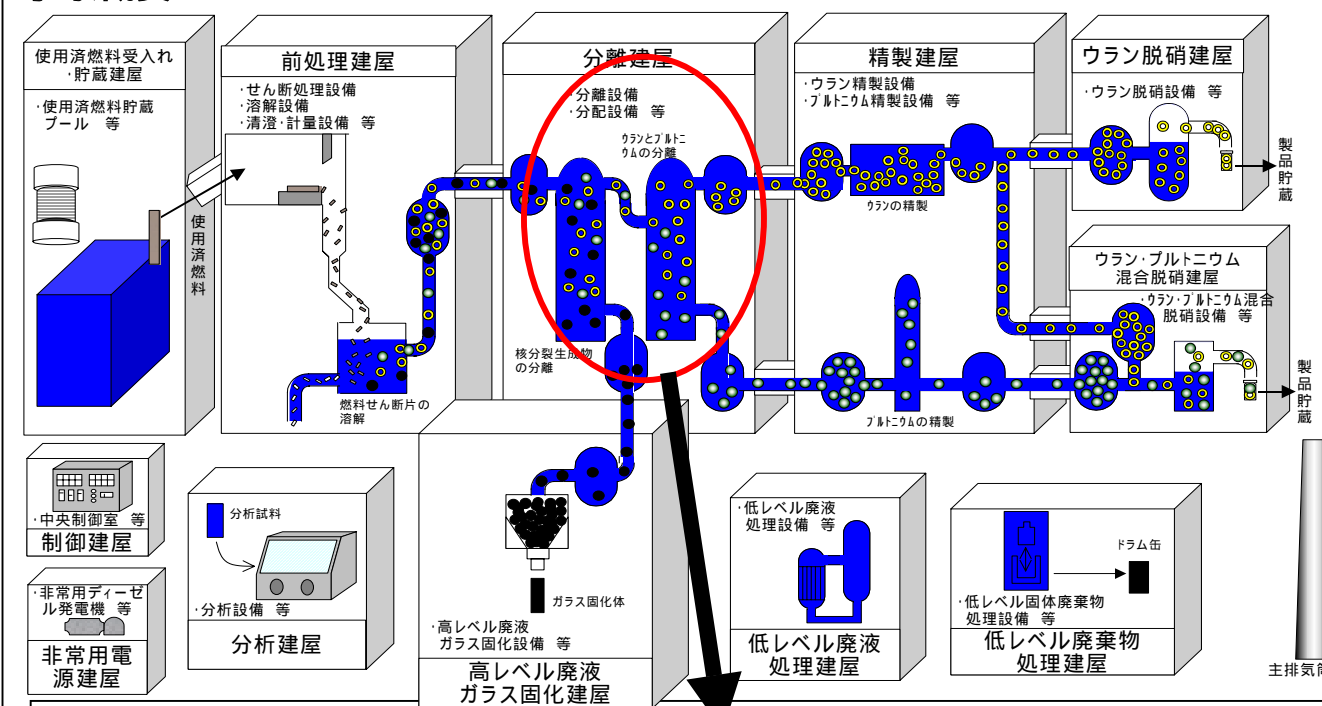 使用済燃料受入れ
・貯蔵建屋
・使用済燃料貯蔵
プール 等
使用済燃料
前処理建屋
・せん断処理設備
・溶解設備
・清澄・計量設備 等
燃料せん断片の
溶解
分離建屋
・分離設備
・分配設備 等
ウランとプルトニ
ウムの分離
核分裂生成物
の分離
精製建屋
・ウラン精製設備
・プルトニウム精製設備 等
ウランの精製
プルトニウムの精製
ウラン脱硝建屋
・ウラン脱硝設備 等
製品貯蔵
ウラン・プルトニウム
混合脱硝建屋
・ウラン・プルトニウム混合
脱硝設備 等
製品貯蔵
・中央制御室 等
制御建屋
・非常用ディーゼ
ル発電機 等
非常用電
源建屋
分析試料
・分析設備 等
分析建屋
ガラス固化体
・高レベル廃液
ガラス固化設備 等
高レベル廃液
ガラス固化建屋
・低レベル廃液
処理設備 等
低レベル廃液
処理建屋
ドラム缶
・低レベル固体廃棄物
処理設備 等
低レベル廃棄物
処理建屋
主排気筒